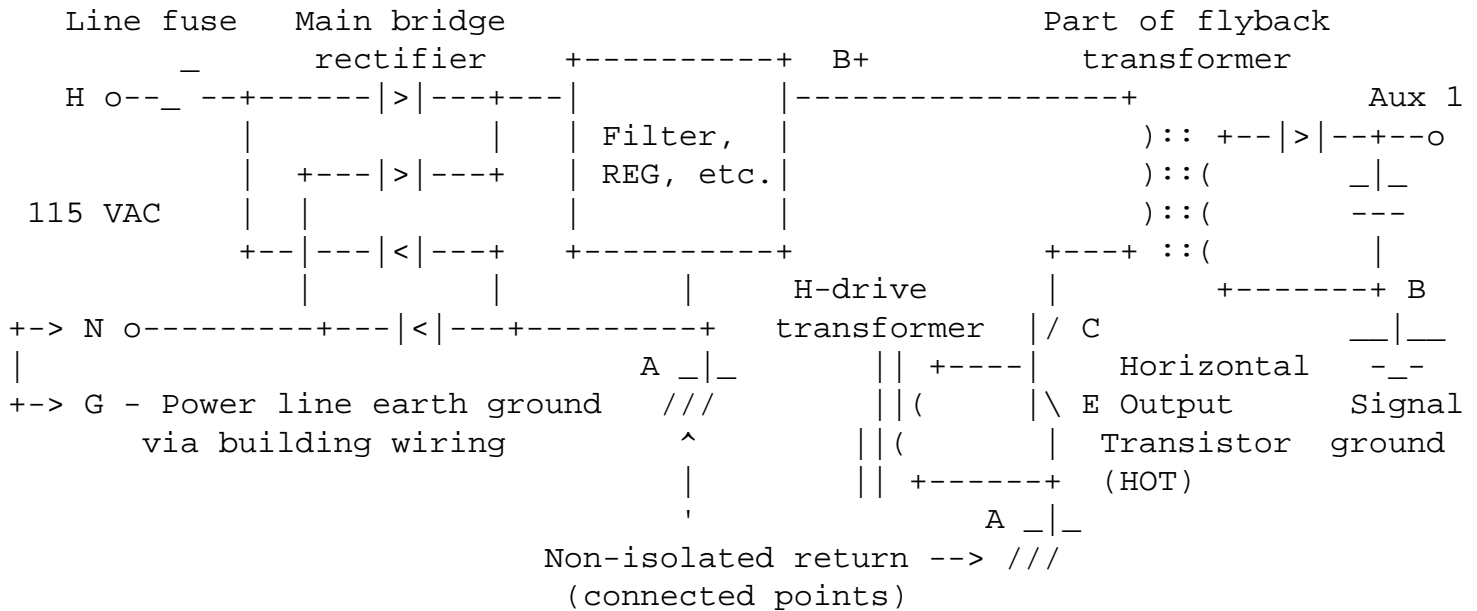 Line fuse Main bridge Part of flyback
rectifier B+ transformer
H Aux 1
Filter,
REG, etc.
115 VAC
H-drive B
N transformer C
A Horizontal
G - Power line earth ground E Output Signal
via building wiring Transistor ground
(HOT)
A
Non-isolated return -->
(connected points)